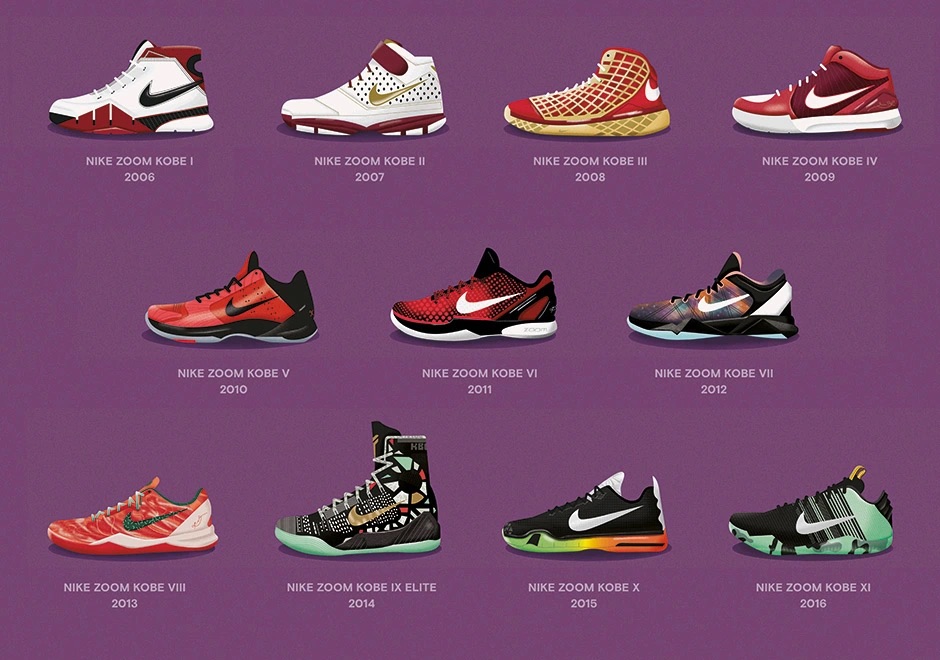 NIKE ZOOM KOBE I
2006
NIKE ZOOM KOBE II
2007
NIKE ZOOM KOBE III
2008
NIKE ZOOM KOBE IV
2009
NIKE ZOOM KOBE V
2010
NIKE ZOOM KOBE VI
2011
NIKE ZOOM KOBE VII
2012
NIKE ZOOM KOBE VIII
2013
NIKE ZOOM KOBE IX ELITE
2014
NIKE ZOOM KOBE X
2015
NIKE ZOOM KOBE XI
2016